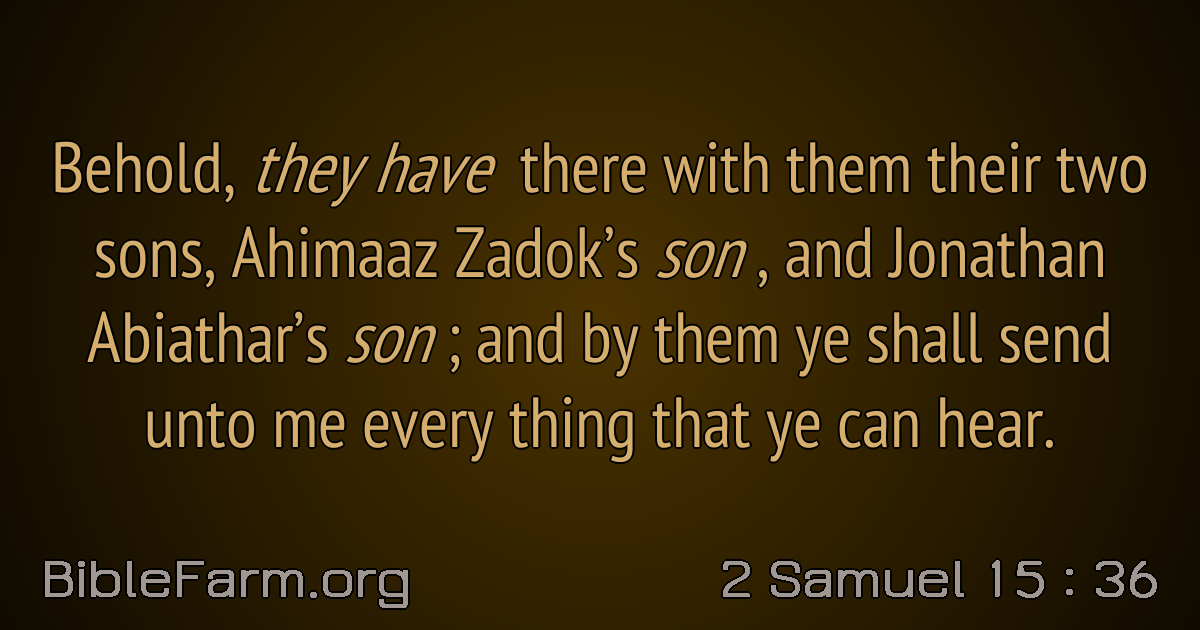 Behold, they have there with them their two
sons, Ahimaaz Zadok’s son , and Jonathan
Abiathar’s son ; and by them ye shall send
unto me every thing that ye can hear.
BibleFarm.org
2 Samuel 15 : 36